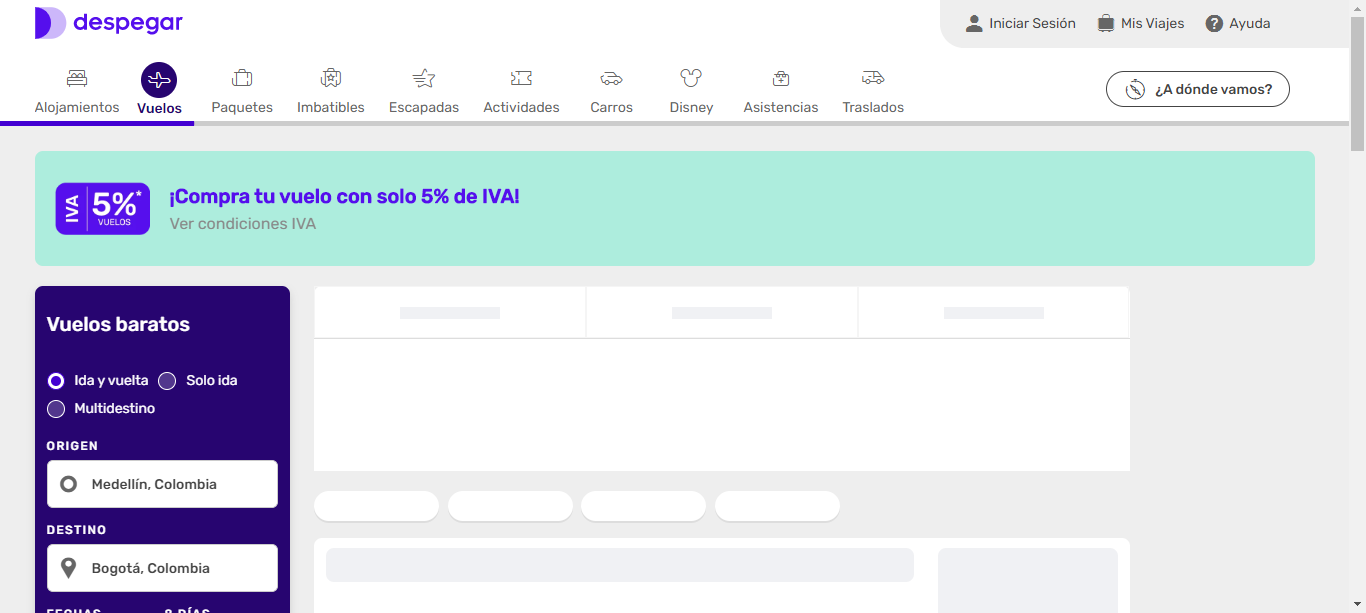 despegar
Iniciar Sesión
Mis Viajes
Ayuda
Alojamientos
Vuelos
Paquetes
Imbatibles
Escapadas
Actividades
Carros
Disney
Asistencias
Traslados
¿A dónde vamos?
IVA 5%*
VUELOS
¡Compra tu vuelo con solo 5% de IVA!
Ver condiciones IVA
Vuelos baratos
Ida y vuelta
Solo ida
Multidestino
ORIGEN
Medellín, Colombia
DESTINO
Bogotá, Colombia
FECHAS